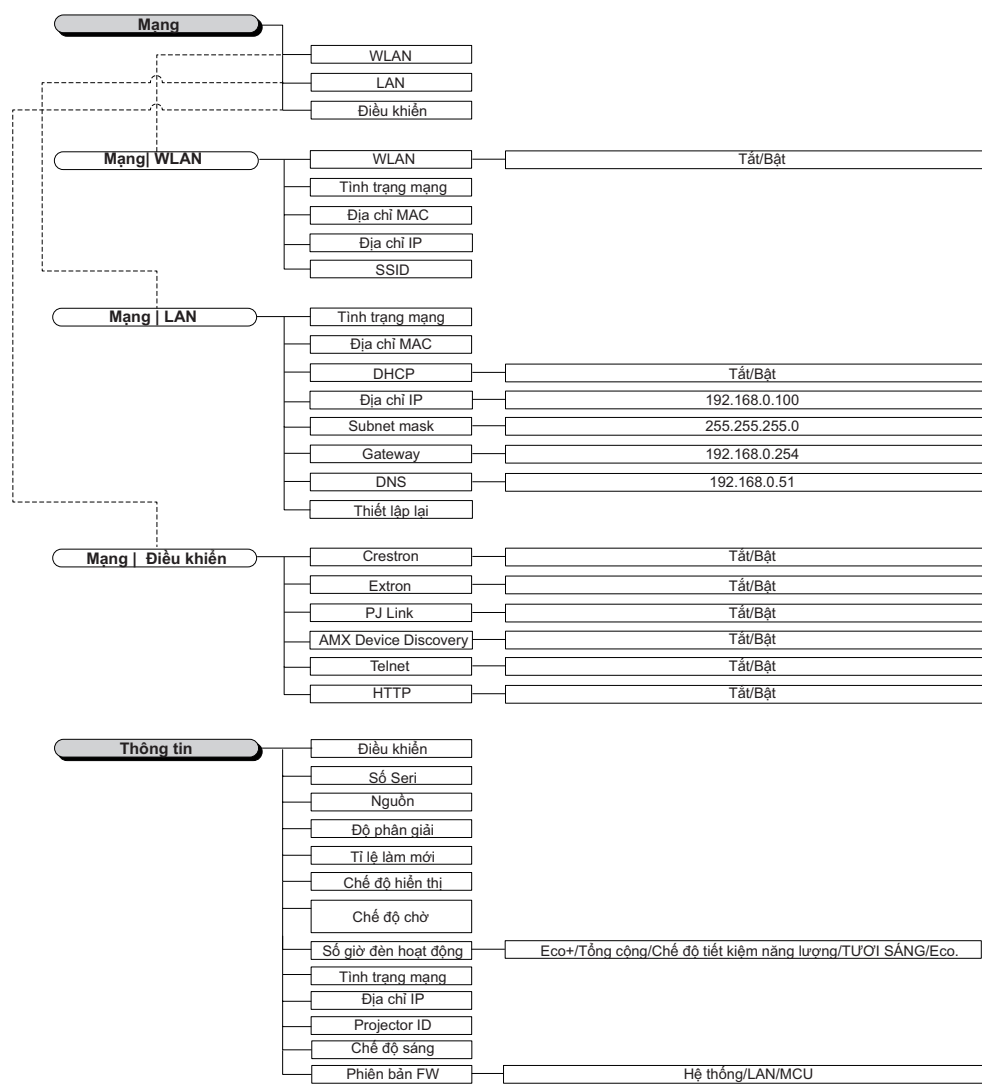 Mạng
WLAN
LAN
Điều khiển
Mạng| WLAN
WLAN
Tắt/Bật
Tình trạng mạng
Địa chỉ MAC
Địa chỉ IP
SSID
Mạng | LAN
Tình trạng mạng
Địa chỉ MAC
DHCP
Tắt/Bật
Địa chỉ IP
192.168.0.100
Subnet mask
255.255.255.0
Gateway
192.168.0.254
DNS
192.168.0.51
Thiết lập lại
Mạng | Điều khiển
Crestron
Tắt/Bật
Extron
Tắt/Bật
PJ Link
Tắt/Bật
AMX Device Discovery
Tắt/Bật
Telnet
Tắt/Bật
HTTP
Tắt/Bật
Thông tin
Điều khiển
Số Seri
Nguồn
Độ phân giải
Tỉ lệ làm mới
Chế độ hiển thị
Chế độ chờ
Số giờ đèn hoạt động
Eco+/Tổng cộng/Chế độ tiết kiệm năng lượng/TƯƠI SÁNG/Eco.
Tình trạng mạng
Địa chỉ IP
Projector ID
Chế độ sáng
Phiên bản FW
Hệ thống/LAN/MCU